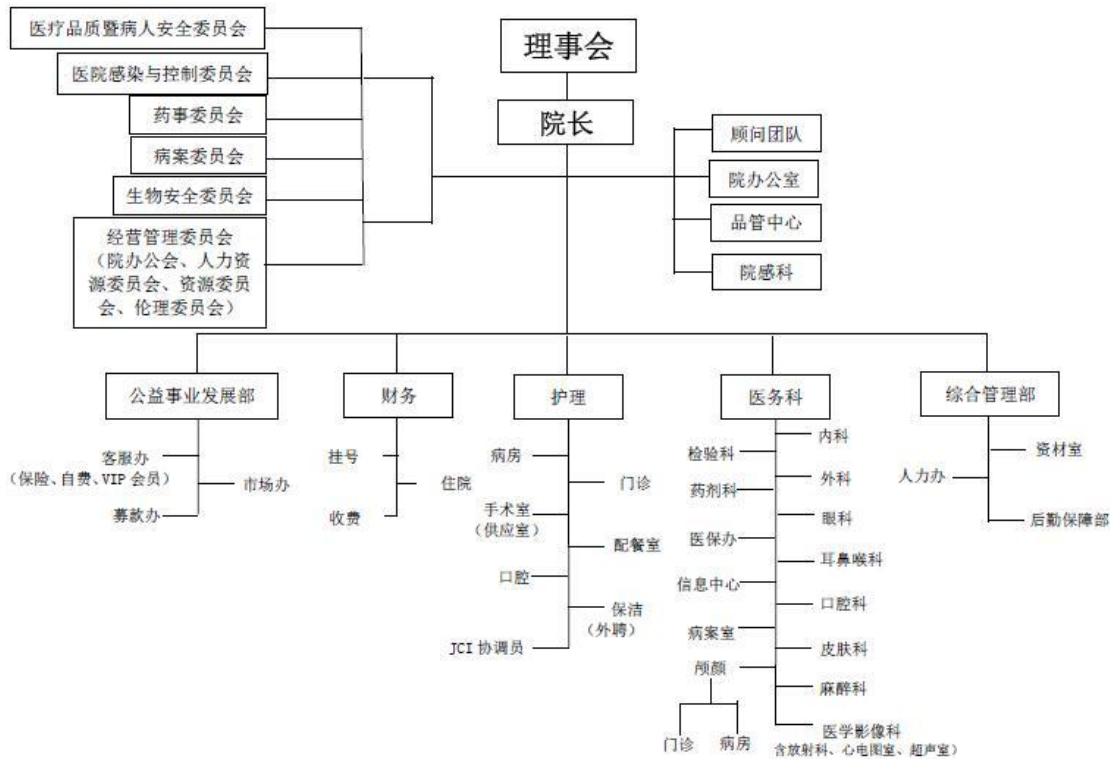 医疗品质暨病人安全委员会
医院感染与控制委员会
药事委员会
病案委员会
生物安全委员会
经营管理委员会
（院办公会、人力资
源委员会、资源委员
会、伦理委员会）
理事会
院长
顾问团队
院办公室
品管中心
院感科
公益事业发展部
财务
护理
医务科
综合管理部
客服办
（保险、自费、VIP 会员）
市场办
募款办
挂号
住院
收费
病房
门诊
手术室
（供应室）
配餐室
口腔
保洁
（外聘）
JCI 协调员
内科
检验科
外科
药剂科
眼科
医保办
耳鼻喉科
信息中心
口腔科
病案室
皮肤科
颅颜
麻醉科
门诊
病房
医学影像科
含放射科、心电图室、超声室）
资材室
人力办
后勤保障部